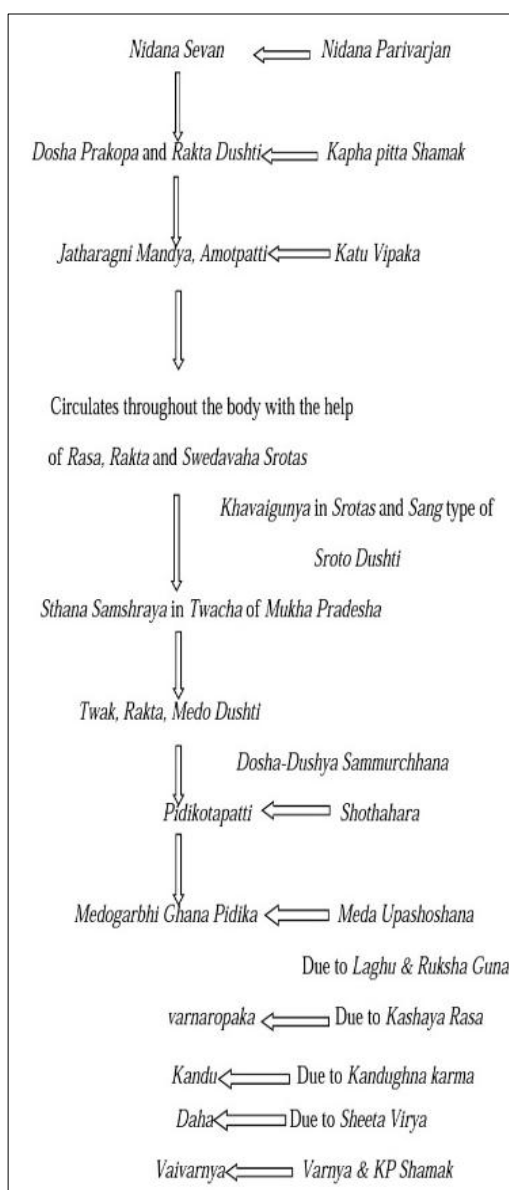 Nidana Sevan Nidana Parivarjan
Dosha Prakopa and Rakta Dushti Kapha pitta Shamak
Jatharagni Mandya, Amotpatti Katu Vipaka
Circulates throughout the body with the help
of Rasa, Rakta and Swedavaha Srotas
Khavaigunya in Srotas and Sang type of
Sroto Dushti
Sthana Samshraya in Twacha of Mukha Pradesha
Twak, Rakta, Medo Dushti
Dosha-Dushya Sammurchhana
Pidikotapatti Shothahara
Medogarbhi Ghana Pidika Meda Upashoshana
Due to Laghu & Ruksha Guna
varnaropaka Due to Kashaya Rasa
Kandu Due to Kandughna karma
Daha Due to Sheeta Virya
Vaivarnya Varnya & KP Shamak